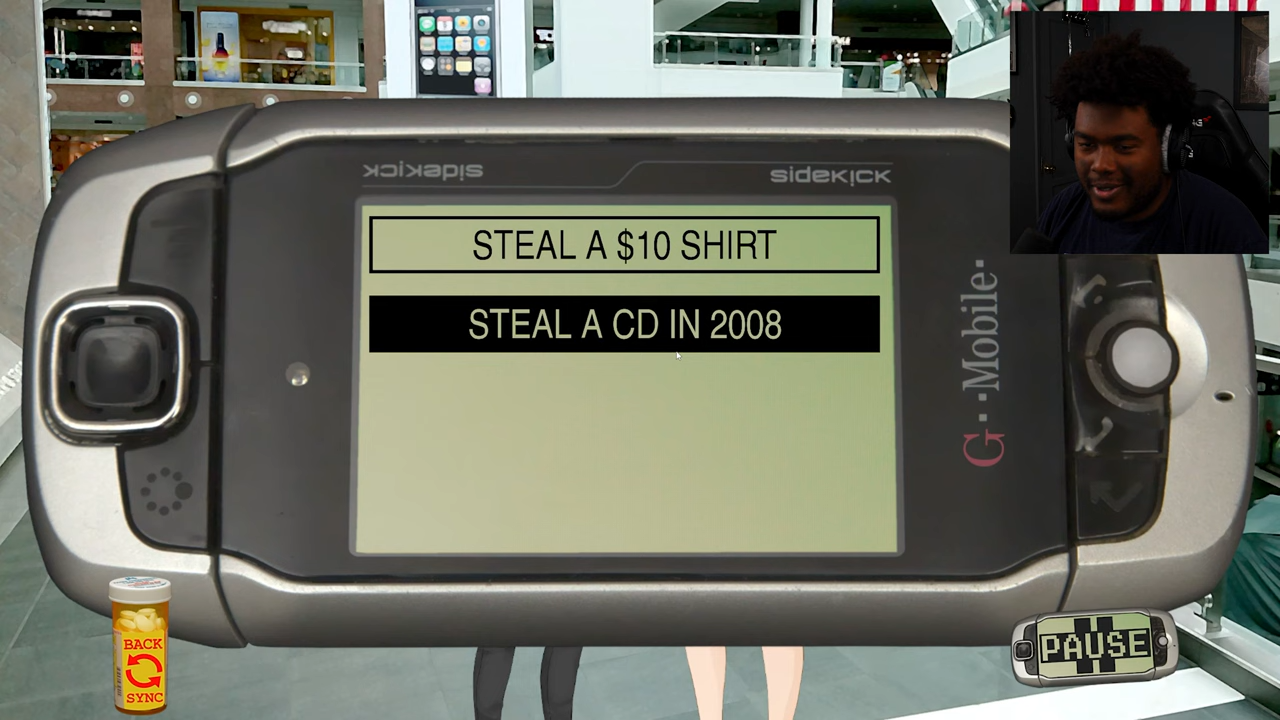 sidekick
sidekick
STEAL A $10 SHIRT
STEAL A CD IN 2008
G··Mobile·
BACK
SYNC
PAUSE